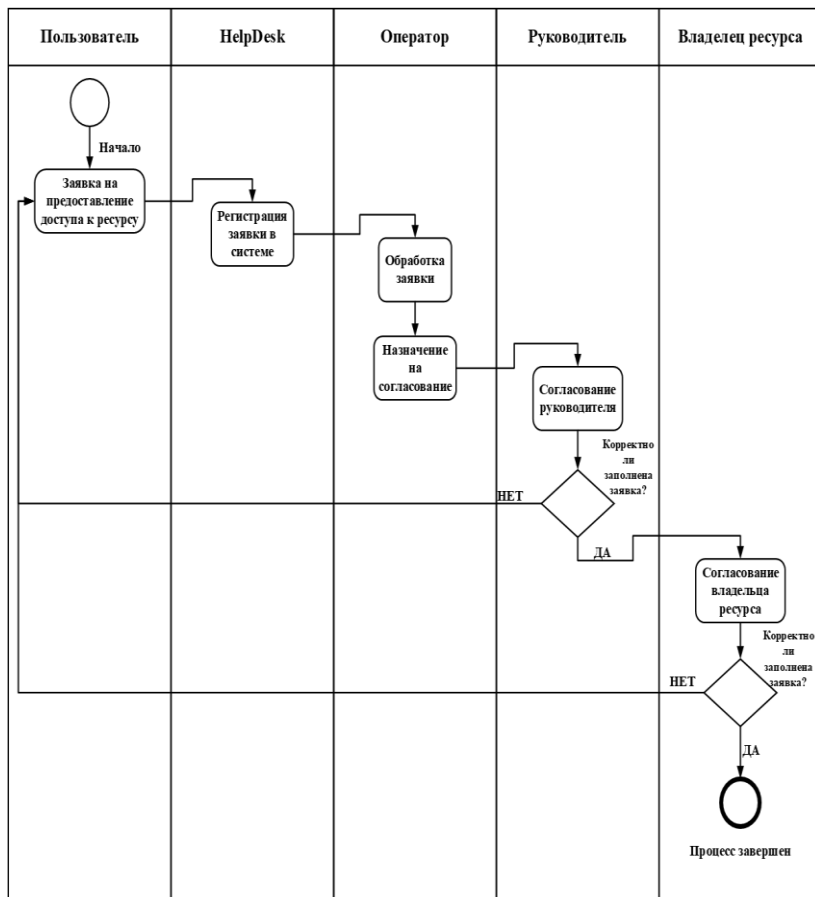 Пользователь
HelpDesk
Оператор
Руководитель
Владелец ресурса
Начало
Заявка на
предоставление
доступа к ресурсу
Регистрация
заявки в
системе
Обработка
заявки
Назначение
на
согласование
Согласование
руководителя
Корректно
ли
заполнена
заявка?
НЕТ
ДА
Согласование
владельца
ресурса
Корректно
ли
заполнена
заявка?
НЕТ
ДА
Процесс завершен